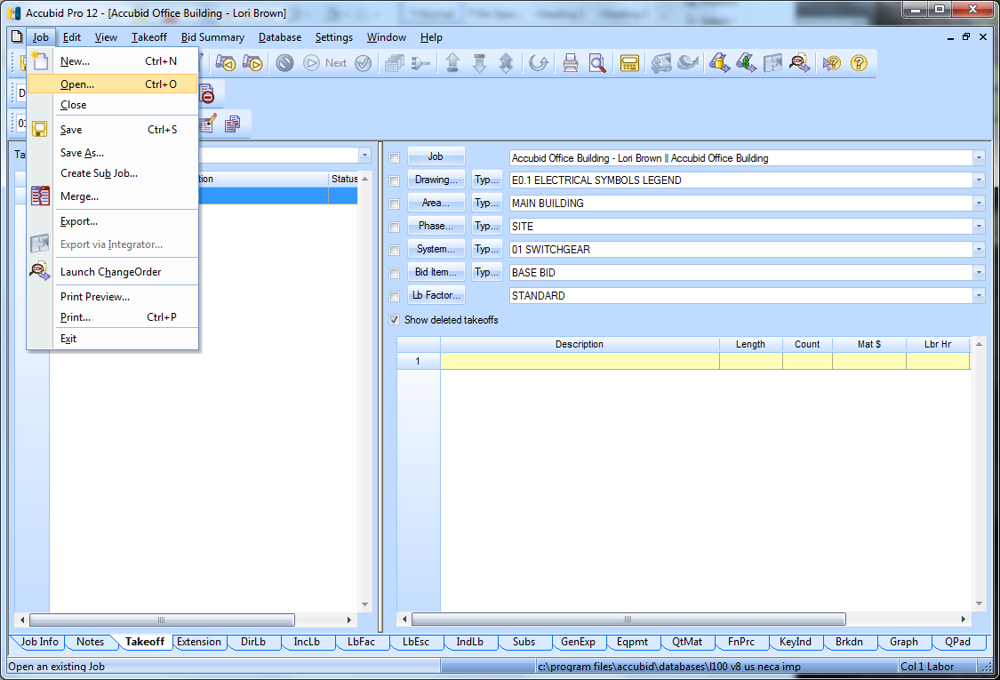 Accubid Pro 12 - [Accubid Office Building - Lori Brown]
Job Edit View Takeoff Bid Summary Database Settings Window Help
New... Ctrl+N
Next
Open... Ctrl+O
Close
Save Ctrl+S
Save As...
Create Sub Job...
Merge...
Export...
Export via Integrator...
Launch ChangeOrder
Print Preview...
Print... Ctrl+P
Exit
Status
Job Accubid Office Building - Lori Brown Accubid Office Building
Drawing... Typ... E0.1 ELECTRICAL SYMBOLS LEGEND
Area... Typ... MAIN BUILDING
Phase... Typ... SITE
System... Typ... 01 SWITCHGEAR
Bid Item... Typ... BASE BID
Lb Factor... STANDARD
Show deleted takeoffs
Description Length Count Mat $ Lbr Hr
1
Job Info Notes Takeoff Extension DirLb IncLb LbFac LbEsc IndLb Subs GenExp Eqpmt QtMat FnPrc KeyInd Brkdn Graph QPad
Open an existing Job c:\program files\accubid\databases\l100 v8 us neca imp Col 1 Labor